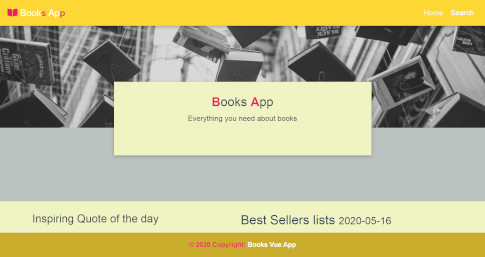 Books App
Home Search
Books App
Everything you need about books
Inspiring Quote of the day
Best Sellers lists 2020-05-16
© 2020 Copyright: Books Vue App